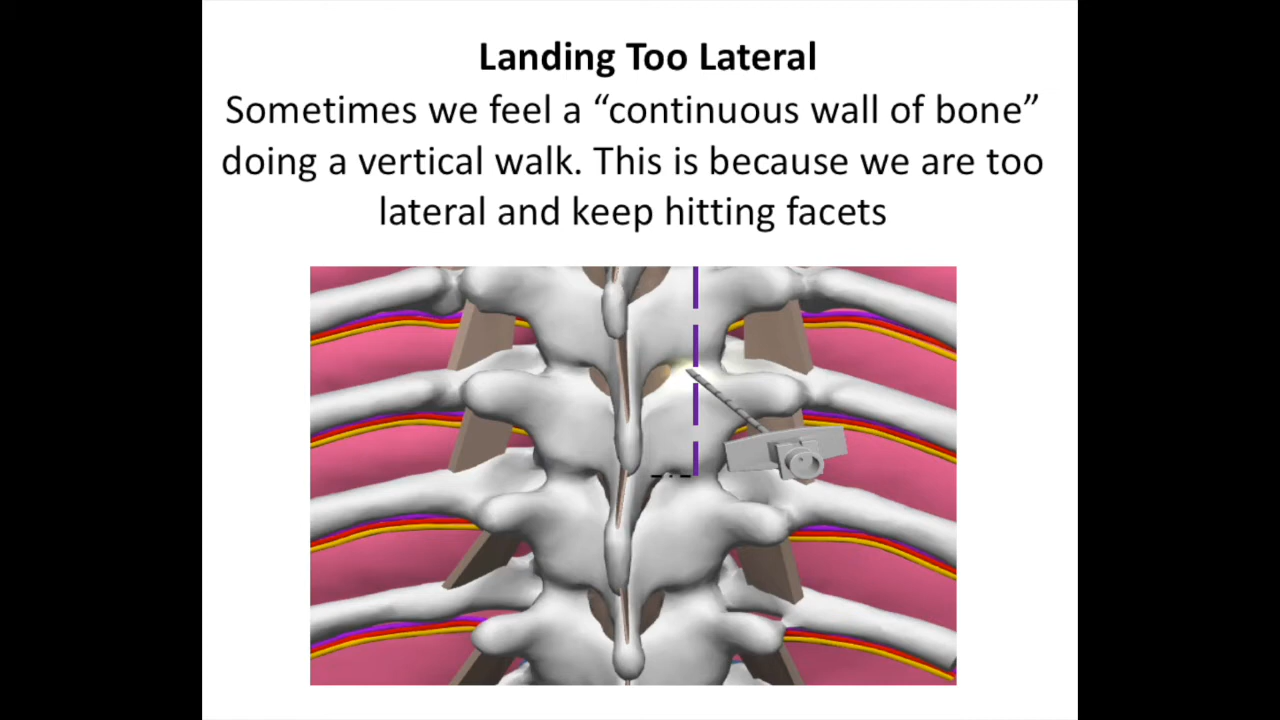 Landing Too Lateral
Sometimes we feel a “continuous wall of bone”
doing a vertical walk. This is because we are too
lateral and keep hitting facets